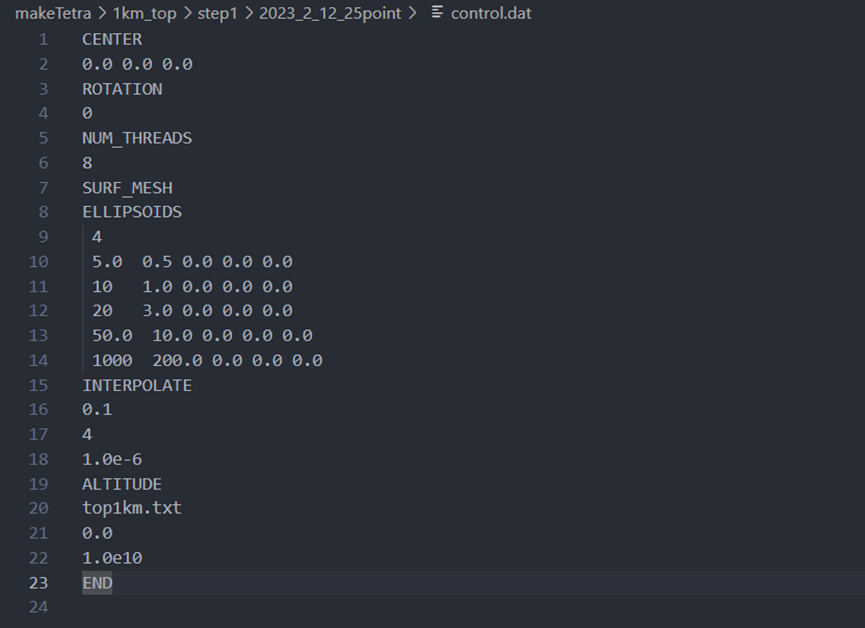 makeTetra > 1km_top > step1 > 2023_2_12_25point > control.dat
1 CENTER
2 0.0 0.0 0.0
3 ROTATION
4 0
5 NUM_THREADS
6 8
7 SURF_MESH
8 ELLIPSOIDS
9 4
10 5.0  0.5 0.0 0.0 0.0
11 10   1.0 0.0 0.0 0.0
12 20   3.0 0.0 0.0 0.0
13 50.0  10.0 0.0 0.0 0.0
14 1000  200.0 0.0 0.0 0.0
15 INTERPOLATE
16 0.1
17 4
18 1.0e-6
19 ALTITUDE
20 top1km.txt
21 0.0
22 1.0e10
23 END
24